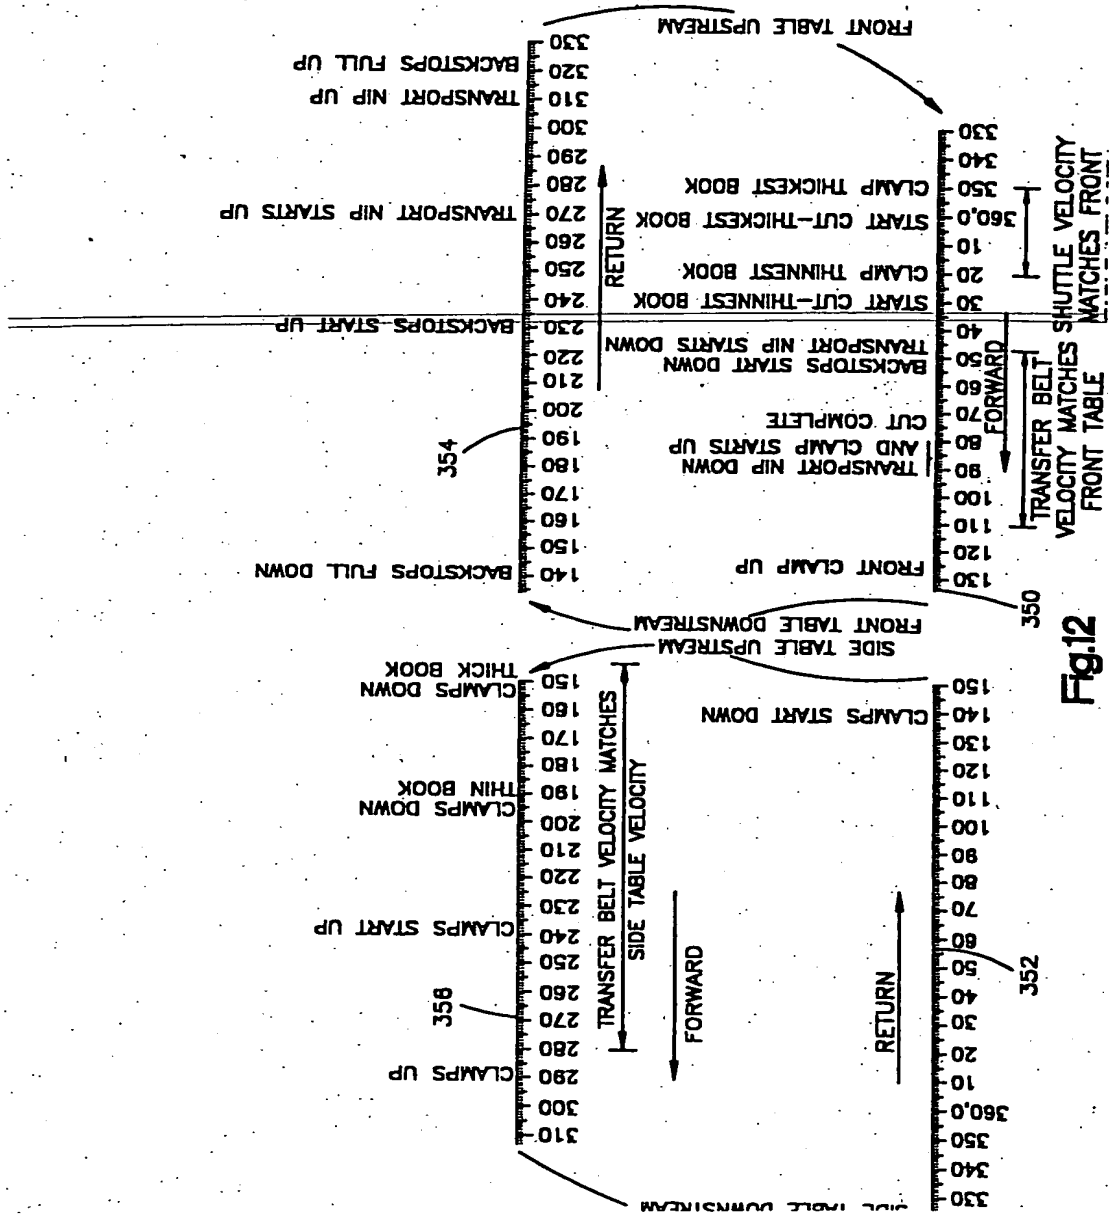 FRONT TABLE UPSTREAM
330
320
310
300
290
280
270
260
250
240
230
220
210
200
190
180
170
160
150
140
BACKSTOPS FULL UP
TRANSPORT NIP UP
TRANSPORT NIP STARTS UP
BACKSTOPS START UP
BACKSTOPS FULL DOWN
RETURN
354
330
340
350
360,0
10
20
30
40
50
60
70
80
90
100
110
120
130
CLAMP THICKEST BOOK
START CUT-THICKEST BOOK
CLAMP THINNEST BOOK
START CUT-THINNEST BOOK
TRANSPORT NIP STARTS DOWN
BACKSTOPS START DOWN
CUT COMPLETE
TRANSPORT NIP DOWN
AND CLAMP STARTS UP
FRONT CLAMP UP
FORWARD
SHUTTLE VELOCITY
MATCHES FRONT
TRANSFER BELT
VELOCITY MATCHES
FRONT TABLE
350
FRONT TABLE DOWNSTREAM
SIDE TABLE UPSTREAM
150
160
170
180
190
200
210
220
230
240
250
260
270
280
290
300
310
CLAMPS DOWN
THICK BOOK
CLAMPS DOWN
THIN BOOK
CLAMPS START UP
CLAMPS UP
TRANSFER BELT VELOCITY MATCHES
SIDE TABLE VELOCITY
FORWARD
356
150
140
130
120
110
100
90
80
70
60
50
40
30
20
10
360,0
350
340
330
CLAMPS START DOWN
RETURN
352
SIDE TABLE DOWNSTREAM
Fig.12